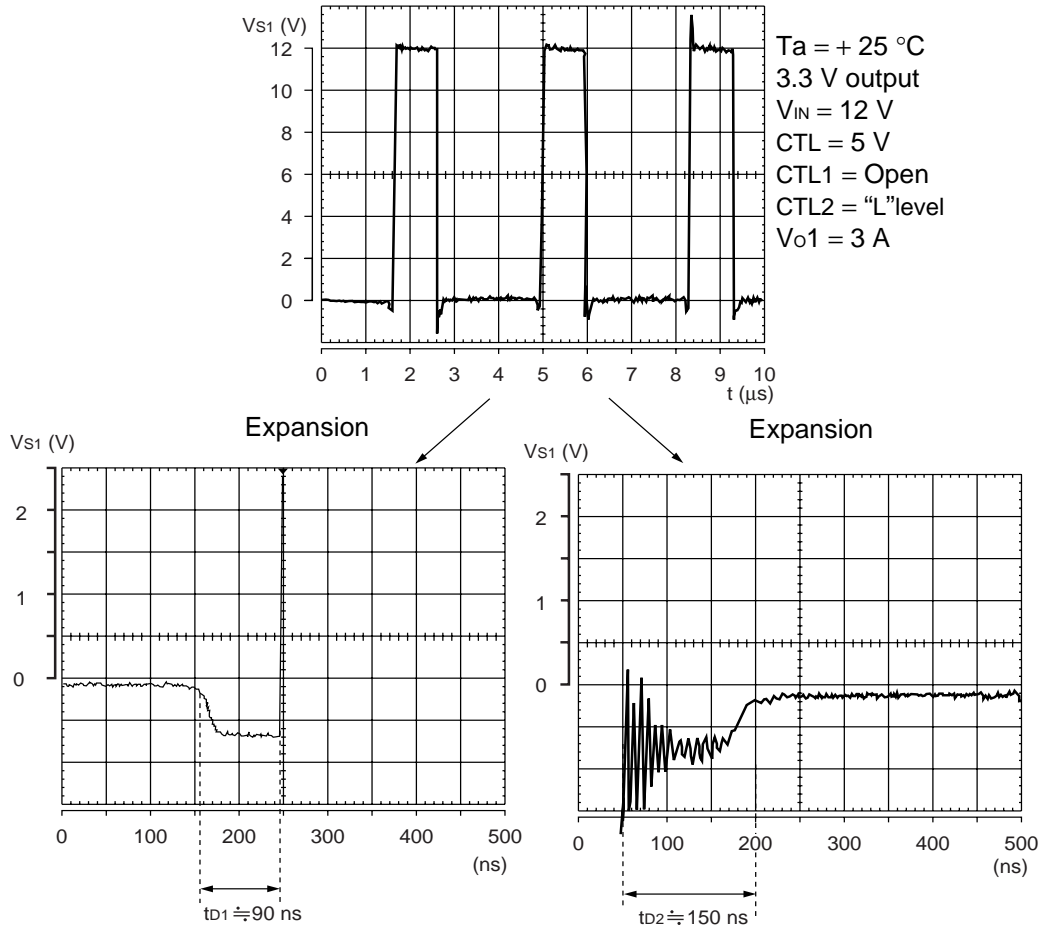 VS1 (V)
12
10
8
6
4
2
0
0 1 2 3 4 5 6 7 8 9 10
t (μs)
Ta = + 25 °C
3.3 V output
VIN = 12 V
CTL = 5 V
CTL1 = Open
CTL2 = “L”level
VO1 = 3 A
Expansion
Expansion
VS1 (V)
2
1
0
0 100 200 300 400 500
(ns)
tD1≒90 ns
VS1 (V)
2
1
0
0 100 200 300 400 500
(ns)
tD2≒150 ns